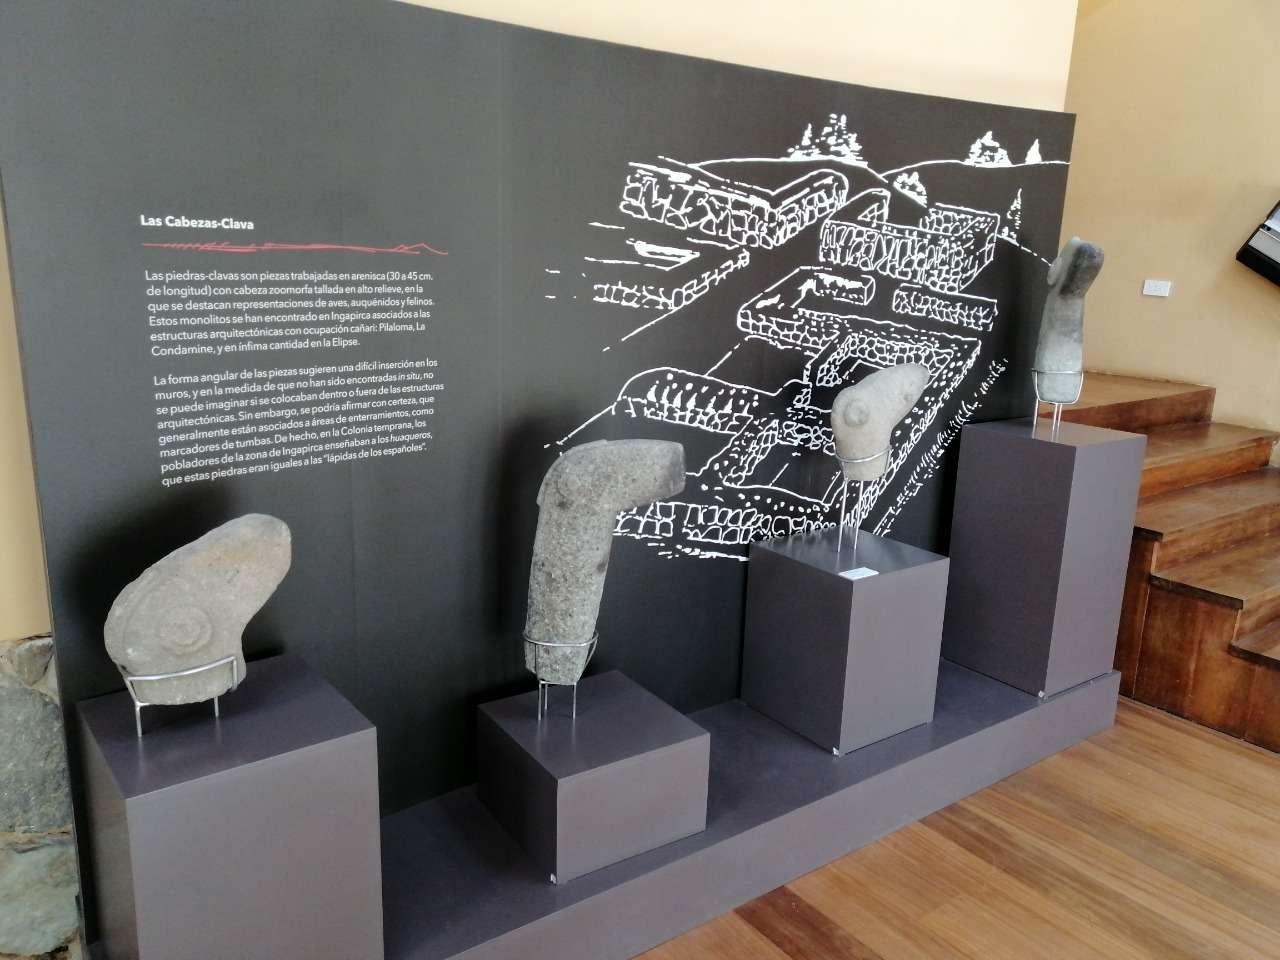 Las Cabezas-Clava
Las piedras-clavas son piezas trabajadas en arenisca (30 a 45 cm.
de longitud) con cabeza zoomorfa tallada en alto relieve, en la
que se destacan representaciones de aves, auquénidos y felinos.
Estos monolitos se han encontrado en Ingapirca asociados a las
estructuras arquitectónicas con ocupación cañari: Pilaloma, La
Condamine, y en ínfima cantidad en la Elipse.
La forma angular de las piezas sugieren una difícil inserción en los
muros, y en la medida de que no han sido encontradas in situ, no
se puede imaginar si se colocaban dentro o fuera de las estructuras
arquitectónicas. Sin embargo, se podría afirmar con certeza, que
generalmente están asociados a áreas de enterramientos, como
marcadores de tumbas. De hecho, en la Colonia temprana, los
pobladores de la zona de Ingapirca enseñaban a los huaqueros,
que estas piedras eran iguales a las “lápidas de los españoles”.